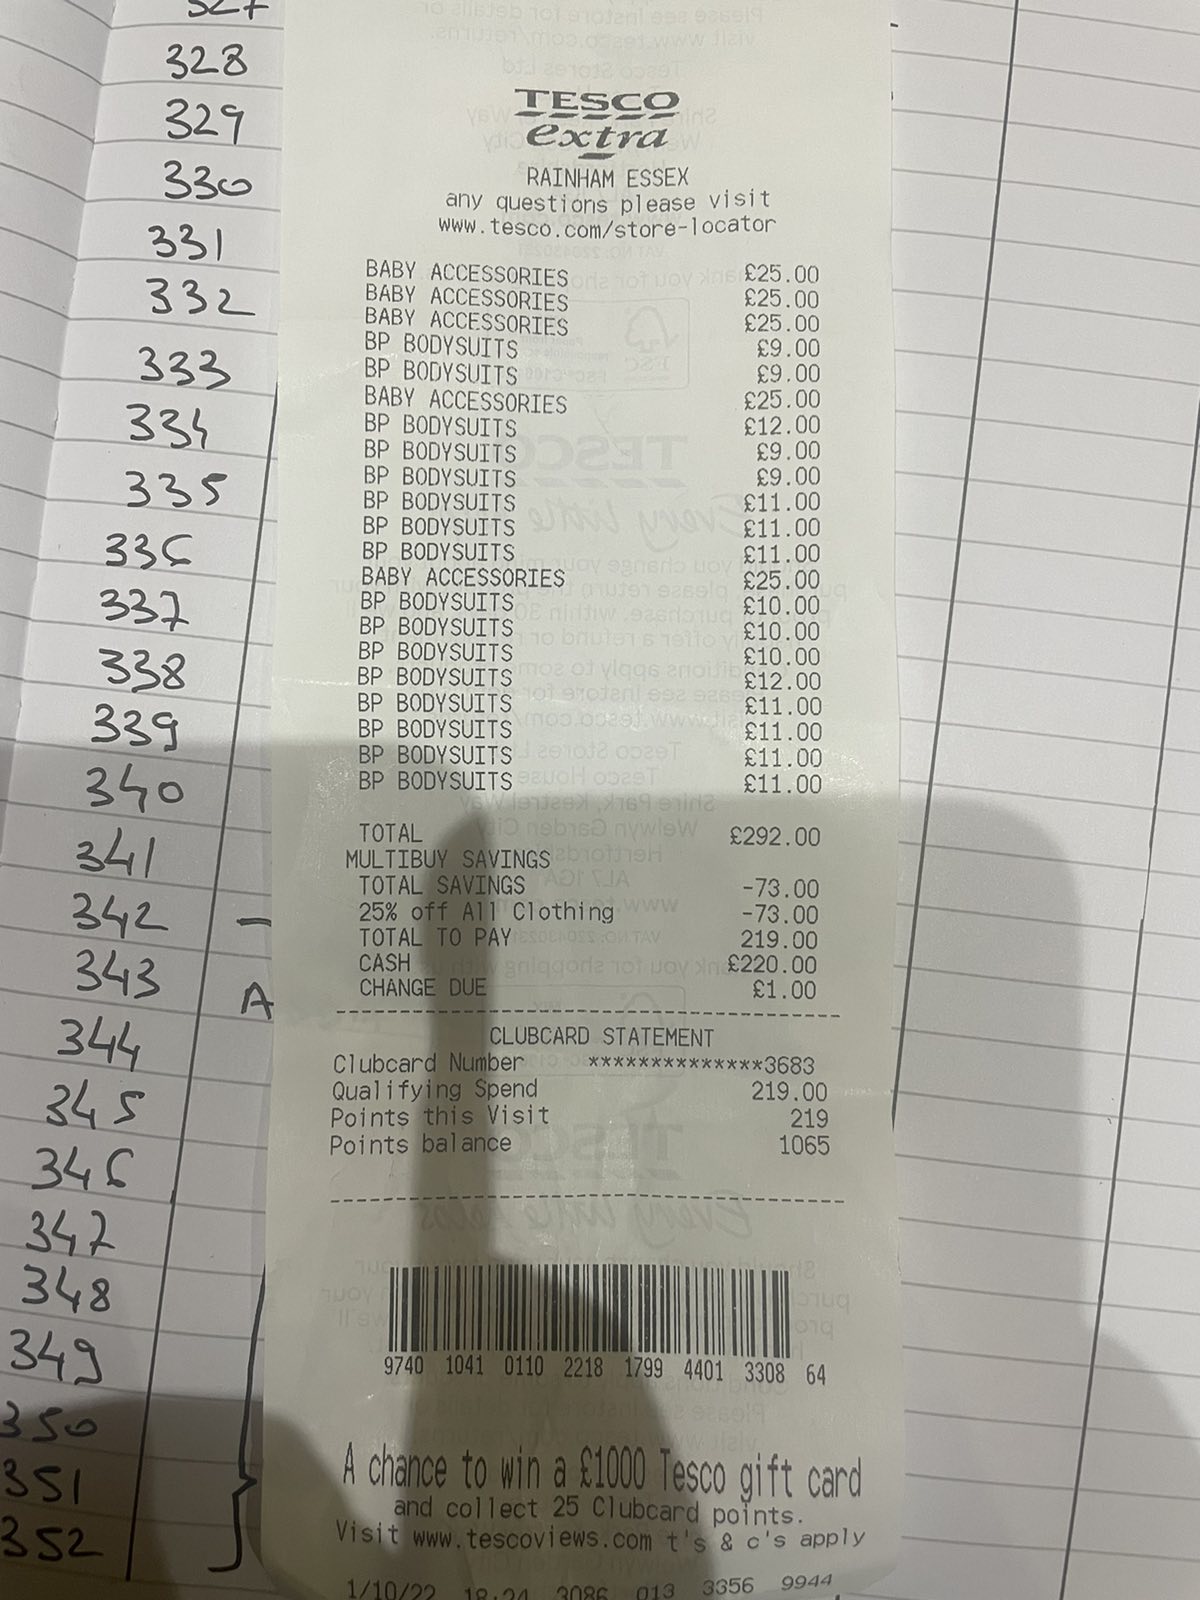 328
329
330
331
332
333
334
335
336
337
338
339
340
341
342 -
343 A
344
345
346
347
348
349
350
351
352
TESCO
extra
RAINHAM ESSEX
any questions please visit
www.tesco.com/store-locator
BABY ACCESSORIES £25.00
BABY ACCESSORIES £25.00
BABY ACCESSORIES £25.00
BP BODYSUITS £9.00
BP BODYSUITS £9.00
BABY ACCESSORIES £25.00
BP BODYSUITS £12.00
BP BODYSUITS £9.00
BP BODYSUITS £9.00
BP BODYSUITS £11.00
BP BODYSUITS £11.00
BP BODYSUITS £11.00
BABY ACCESSORIES £25.00
BP BODYSUITS £10.00
BP BODYSUITS £10.00
BP BODYSUITS £10.00
BP BODYSUITS £12.00
BP BODYSUITS £11.00
BP BODYSUITS £11.00
BP BODYSUITS £11.00
BP BODYSUITS £11.00
TOTAL £292.00
MULTIBUY SAVINGS
TOTAL SAVINGS -73.00
25% off All Clothing -73.00
TOTAL TO PAY 219.00
CASH £220.00
CHANGE DUE £1.00
CLUBCARD STATEMENT
Clubcard Number **************3683
Qualifying Spend 219.00
Points this Visit 219
Points balance 1065
9740 1041 0110 2218 1799 4401 3308 64
A chance to win a £1000 Tesco gift card
and collect 25 Clubcard points.
Visit www.tescoviews.com t's & c's apply
1/10/22 18:24 3086 013 3356 9944